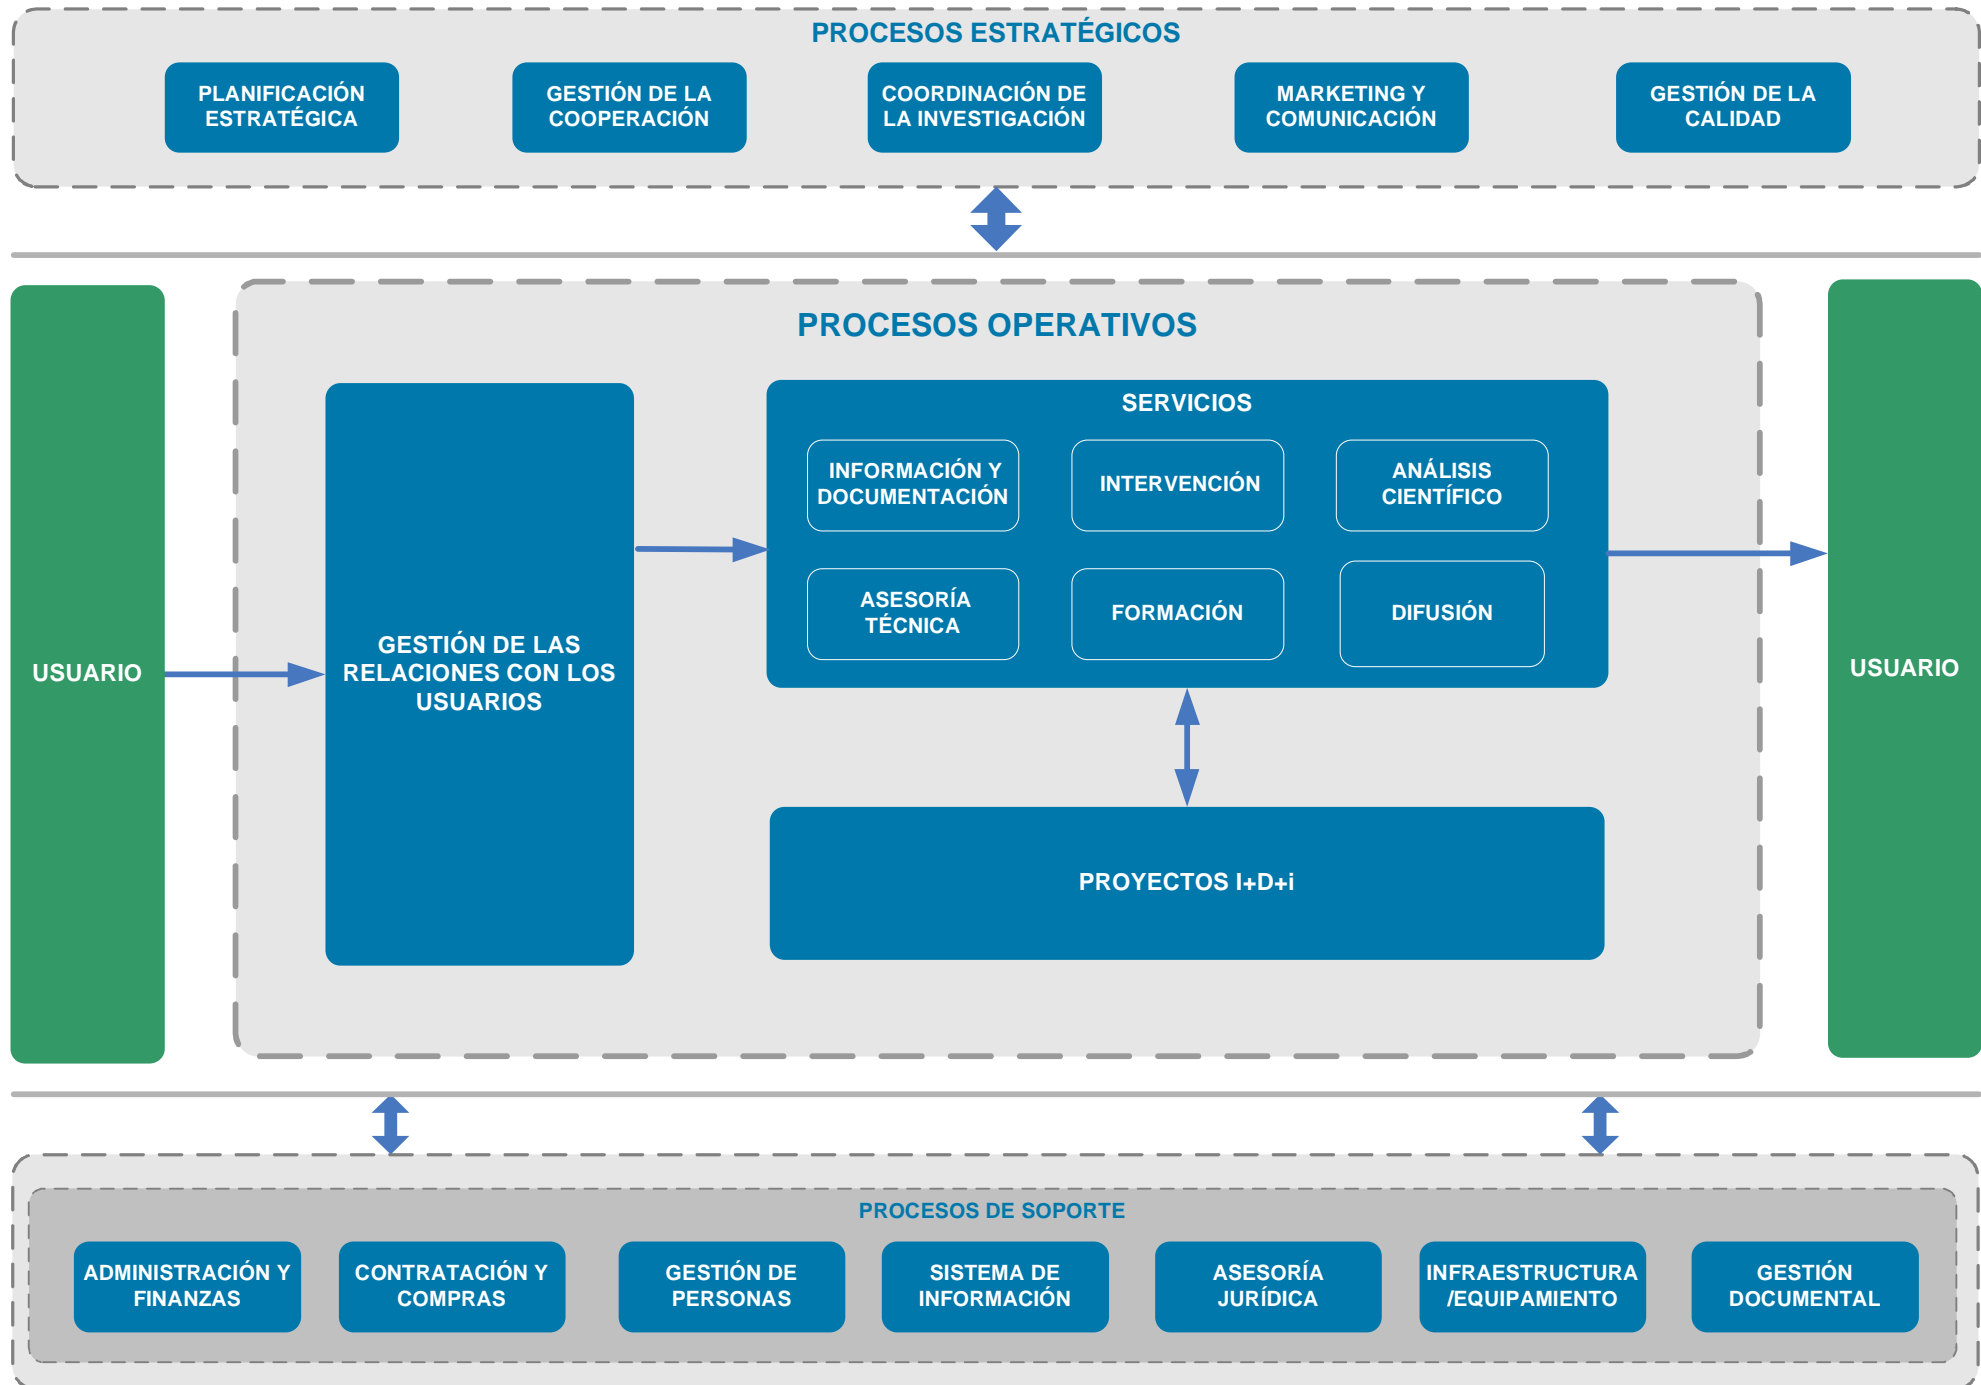 PROCESOS ESTRATÉGICOS
PLANIFICACIÓN
ESTRATÉGICA
GESTIÓN DE LA
COOPERACIÓN
COORDINACIÓN DE
LA INVESTIGACIÓN
MARKETING Y
COMUNICACIÓN
GESTIÓN DE LA
CALIDAD
PROCESOS OPERATIVOS
USUARIO
GESTIÓN DE LAS
RELACIONES CON LOS
USUARIOS
SERVICIOS
INFORMACIÓN Y
DOCUMENTACIÓN
INTERVENCIÓN
ANÁLISIS
CIENTÍFICO
ASESORÍA
TÉCNICA
FORMACIÓN
DIFUSIÓN
PROYECTOS I+D+i
USUARIO
PROCESOS DE SOPORTE
ADMINISTRACIÓN Y
FINANZAS
CONTRATACIÓN Y
COMPRAS
GESTIÓN DE
PERSONAS
SISTEMA DE
INFORMACIÓN
ASESORÍA
JURÍDICA
INFRAESTRUCTURA
/EQUIPAMIENTO
GESTIÓN
DOCUMENTAL